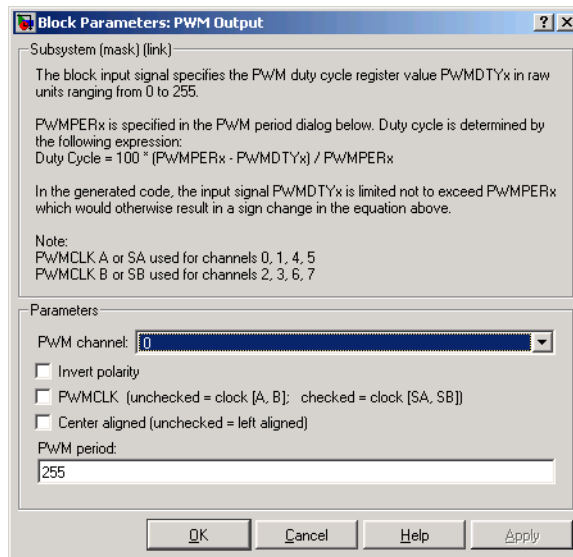 Block Parameters: PWM Output
Subsystem (mask) (link)
The block input signal specifies the PWM duty cycle register value PWMDTYx in raw
units ranging from 0 to 255.
PWMPERx is specified in the PWM period dialog below. Duty cycle is determined by
the following expression:
Duty Cycle = 100 * (PWMPERx - PWMDTYx) / PWMPERx
In the generated code, the input signal PWMDTYx is limited not to exceed PWMPERx
which would otherwise result in a sign change in the equation above.
Note:
PWMCLK A or SA used for channels 0, 1, 4, 5
PWMCLK B or SB used for channels 2, 3, 6, 7
Parameters
PWM channel: 0
Invert polarity
PWMCLK (unchecked = clock [A, B]; checked = clock [SA, SB])
Center aligned (unchecked = left aligned)
PWM period:
255
OK Cancel Help Apply